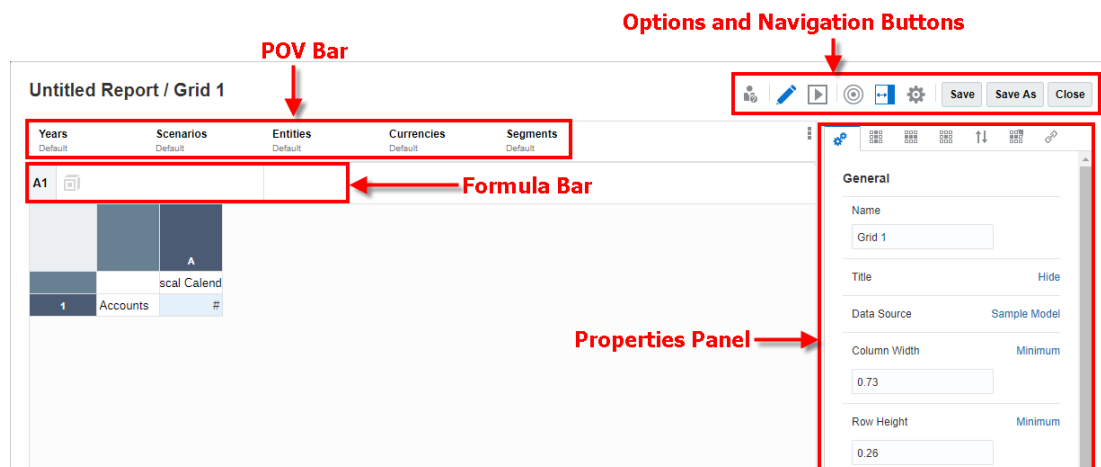 Options and Navigation Buttons
POV Bar
Untitled Report / Grid 1
Save Save As Close
Years Scenarios Entities Currencies Segments
Default Default Default Default Default
A1
Formula Bar
General
Name
Grid 1
A
scal Calend
1 Accounts #
Title Hide
Data Source Sample Model
Properties Panel
Column Width Minimum
0.73
Row Height Minimum
0.26